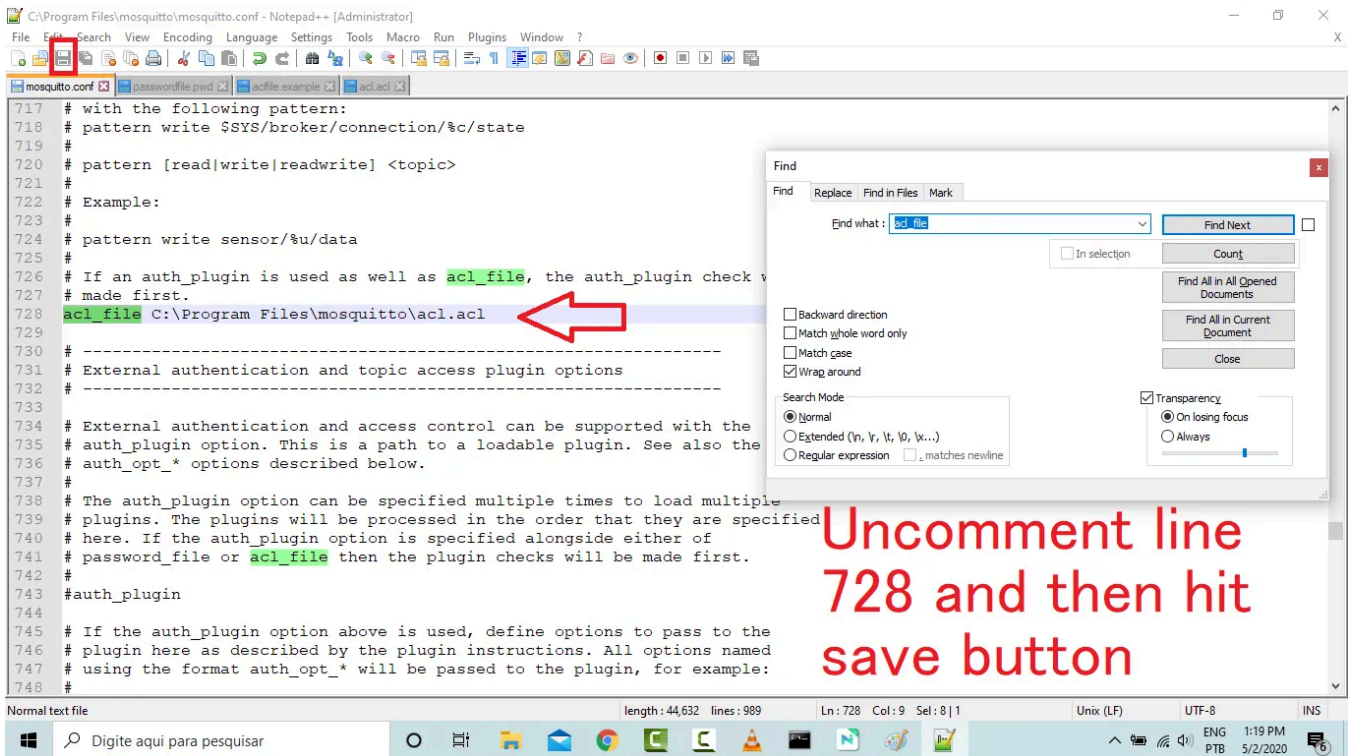 C:\Program Files\mosquitto\mosquitto.conf - Notepad++ [Administrator]
File Edit Search View Encoding Language Settings Tools Macro Run Plugins Window ? X
mosquitto.conf passwordfile.pwd aclfile.example acl.acl
717 # with the following pattern:
718 # pattern write $SYS/broker/connection/%c/state
719 #
720 # pattern [read|write|readwrite] <topic>
721 #
722 # Example:
723 #
724 # pattern write sensor/%u/data
725 #
726 # If an auth_plugin is used as well as acl_file, the auth_plugin check
727 # made first.
728 acl_file C:\Program Files\mosquitto\acl.acl
729
730 # -----------------------------------------------------------------
731 # External authentication and topic access plugin options
732 # -----------------------------------------------------------------
733
734 # External authentication and access control can be supported with the
735 # auth_plugin option. This is a path to a loadable plugin. See also the
736 # auth_opt_* options described below.
737 #
738 # The auth_plugin option can be specified multiple times to load multiple
739 # plugins. The plugins will be processed in the order that they are specified
740 # here. If the auth_plugin option is specified alongside either of
741 # password_file or acl_file then the plugin checks will be made first.
742 #
743 #auth_plugin
744
745 # If the auth_plugin option above is used, define options to pass to the
746 # plugin here as described by the plugin instructions. All options named
747 # using the format auth_opt_* will be passed to the plugin, for example:
748 #
Find
Find Replace Find in Files Mark
Find what : acl_file
Find Next
In selection
Count
Find All in All Opened
Documents
Find All in Current
Document
Close
Backward direction
Match whole word only
Match case
Wrap around
Search Mode
Normal
Extended (\n, \r, \t, \0, \x...)
Regular expression . matches newline
Transparency
On losing focus
Always
Uncomment line
728 and then hit
save button
Normal text file length : 44,632 lines : 989 Ln : 728 Col : 9 Sel : 8 | 1 Unix (LF) UTF-8 INS
Digite aqui para pesquisar
ENG 1:19 PM
PTB 5/2/2020